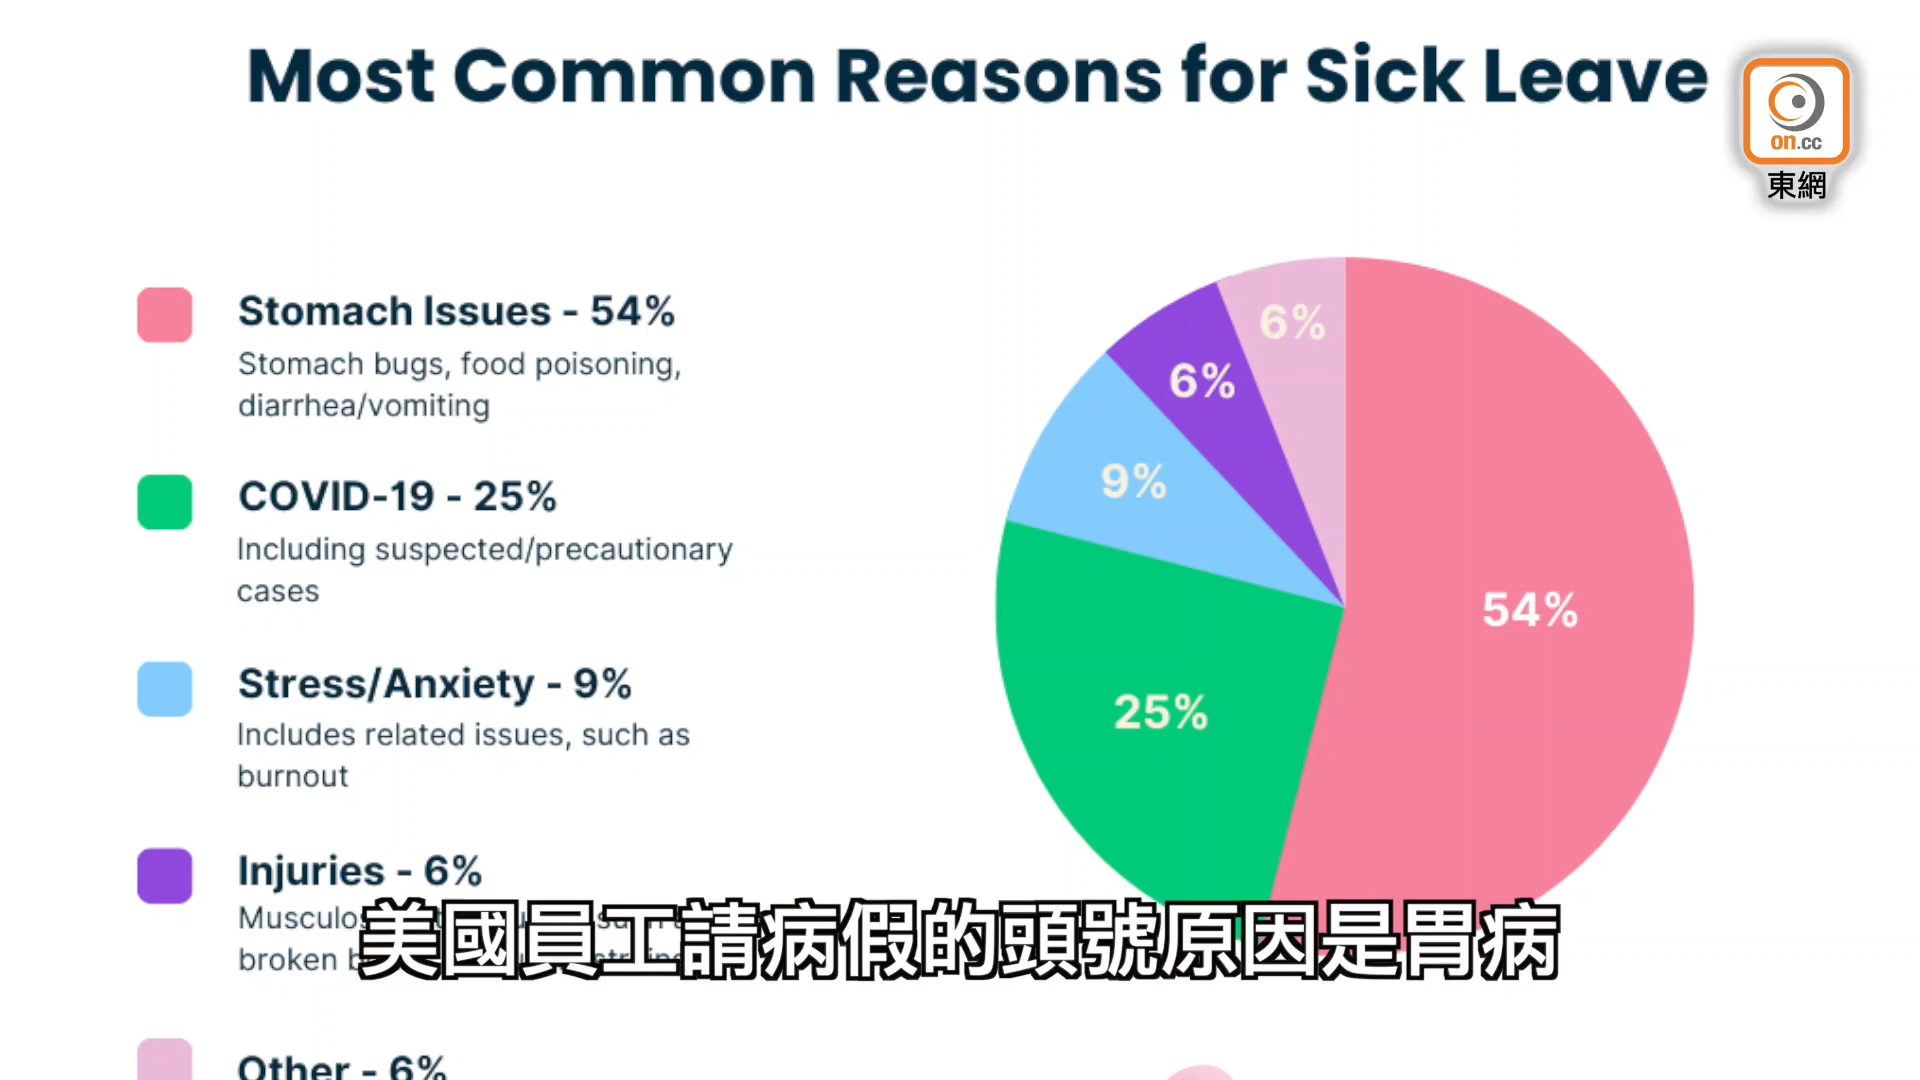 Most Common Reasons for Sick Leave
on.cc
東網
Stomach Issues - 54%
Stomach bugs, food poisoning,
diarrhea/vomiting
COVID-19 - 25%
Including suspected/precautionary
cases
Stress/Anxiety - 9%
Includes related issues, such as
burnout
Injuries - 6%
broken
Other - 6%
6%
6%
9%
54%
25%
美國員工請病假的頭號原因是胃病